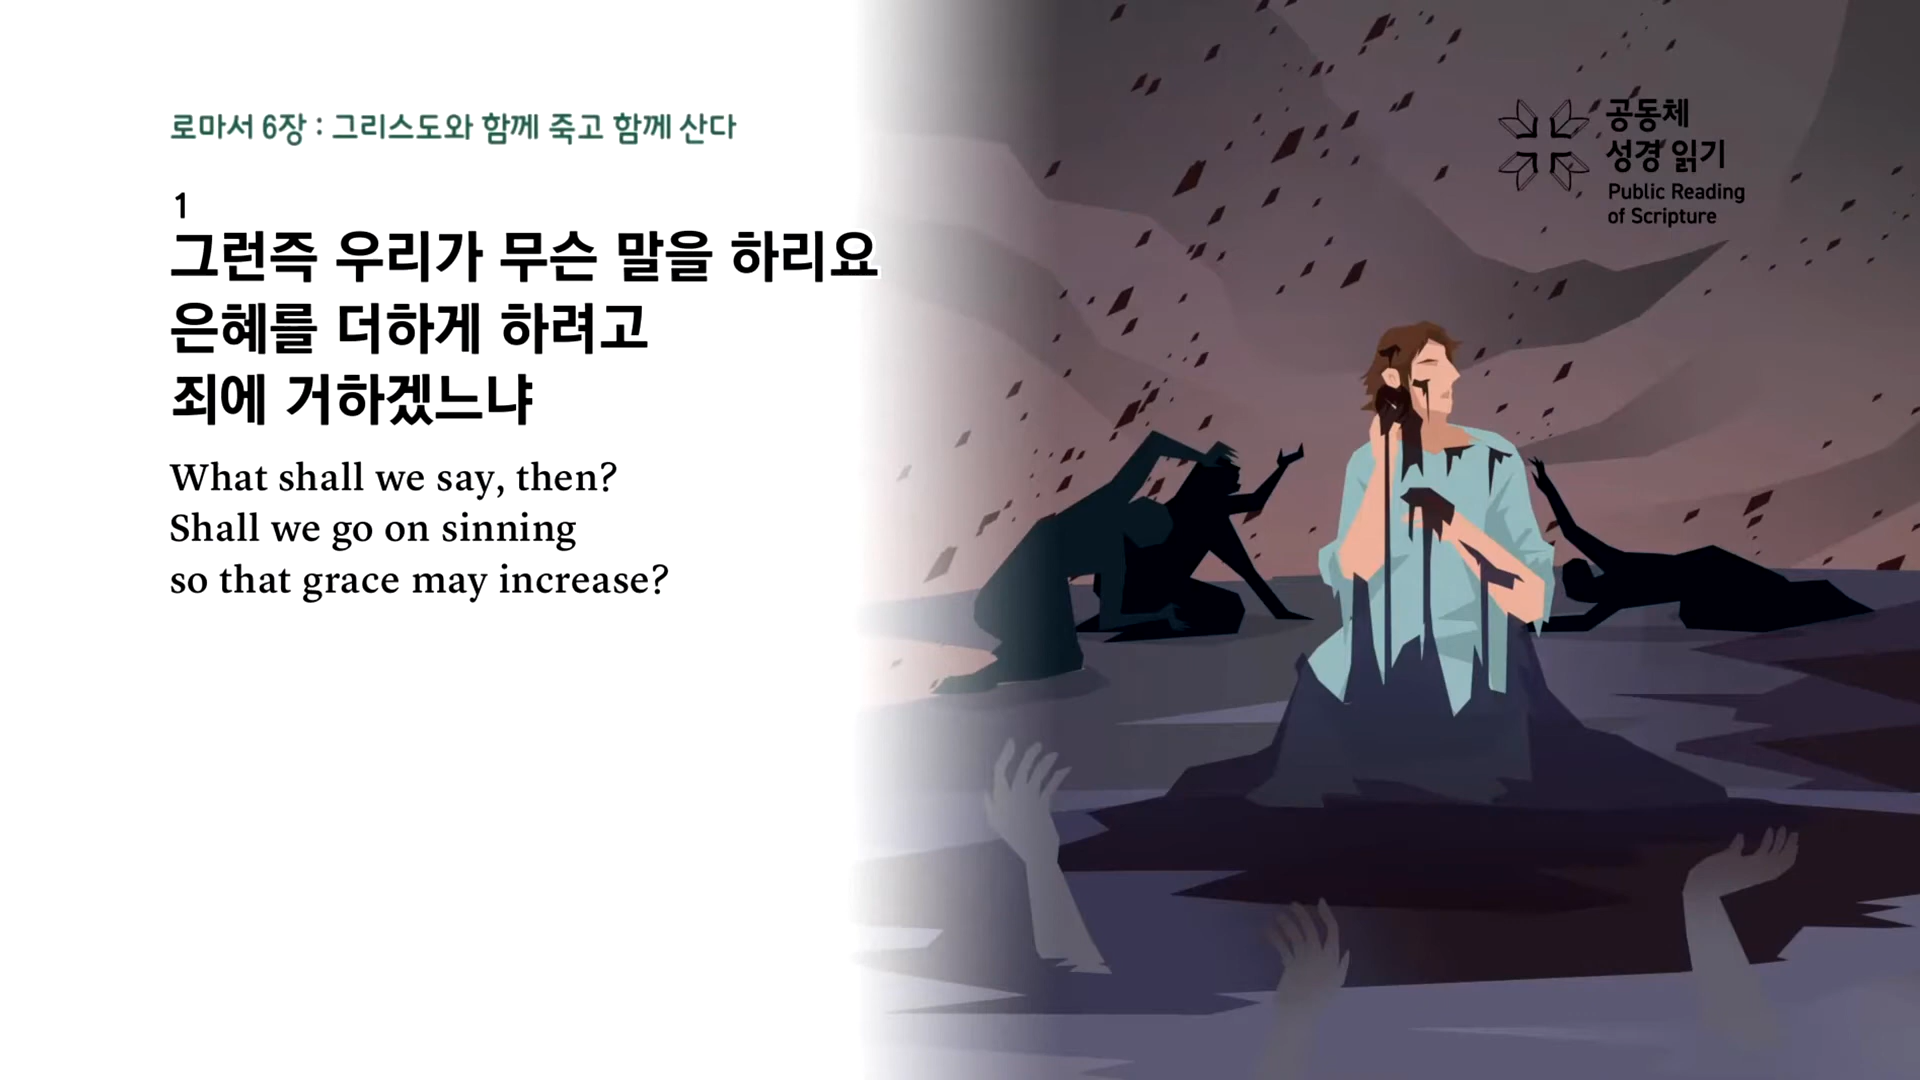 로마서 6장 : 그리스도와 함께 죽고 함께 산다
1
그런즉 우리가 무슨 말을 하리요
은혜를 더하게 하려고
죄에 거하겠느냐
What shall we say, then?
Shall we go on sinning
so that grace may increase?
공동체
성경 읽기
Public Reading
of Scripture